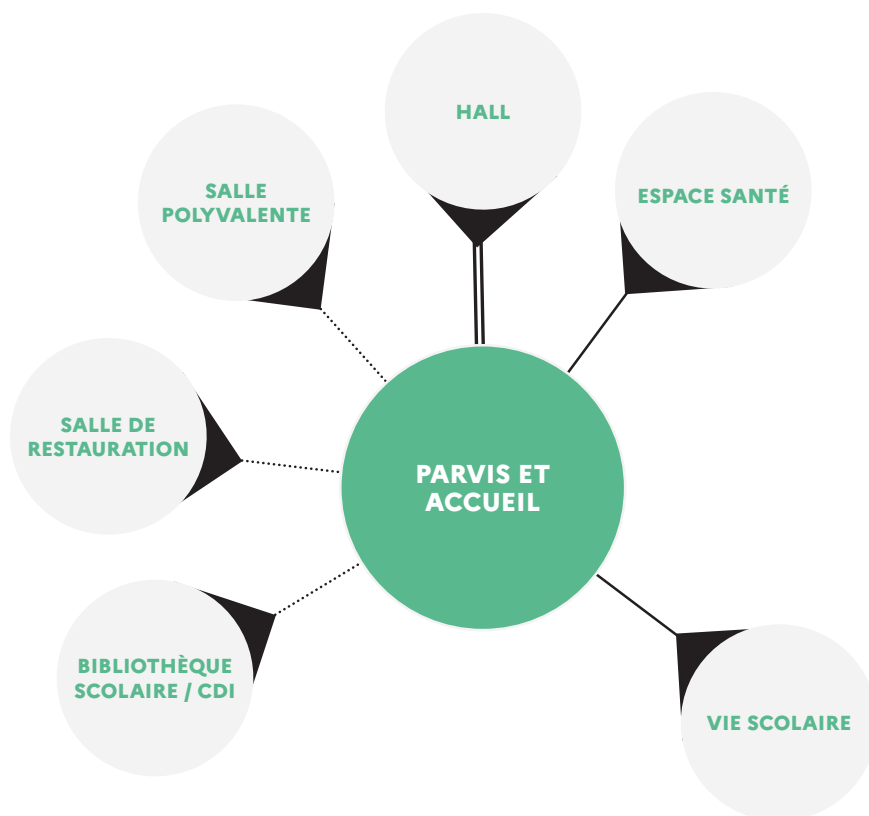 HALL
ESPACE SANTÉ
SALLE
POLYVALENTE
SALLE DE
RESTAURATION
PARVIS ET
ACCUEIL
BIBLIOTHÈQUE
SCOLAIRE / CDI
VIE SCOLAIRE